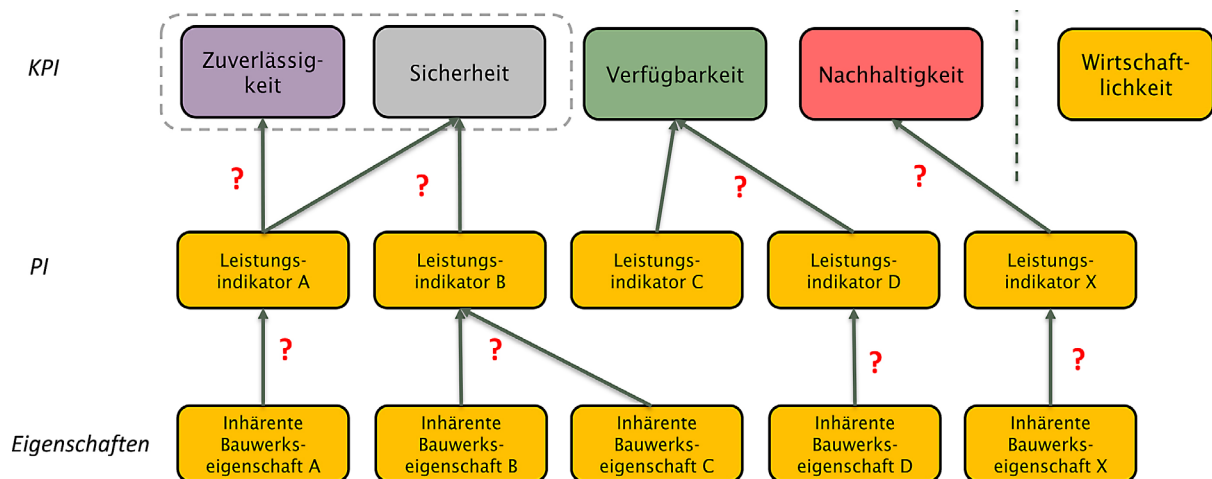 KPI
Zuverlässig-
keit
Sicherheit
Verfügbarkeit
Nachhaltigkeit
Wirtschaft-
lichkeit
?
?
?
?
PI
Leistungs-
indikator A
Leistungs-
indikator B
Leistungs-
indikator C
Leistungs-
indikator D
Leistungs-
indikator X
?
?
?
?
Eigenschaften
Inhärente
Bauwerks-
eigenschaft A
Inhärente
Bauwerks-
eigenschaft B
Inhärente
Bauwerks-
eigenschaft C
Inhärente
Bauwerks-
eigenschaft D
Inhärente
Bauwerks-
eigenschaft X